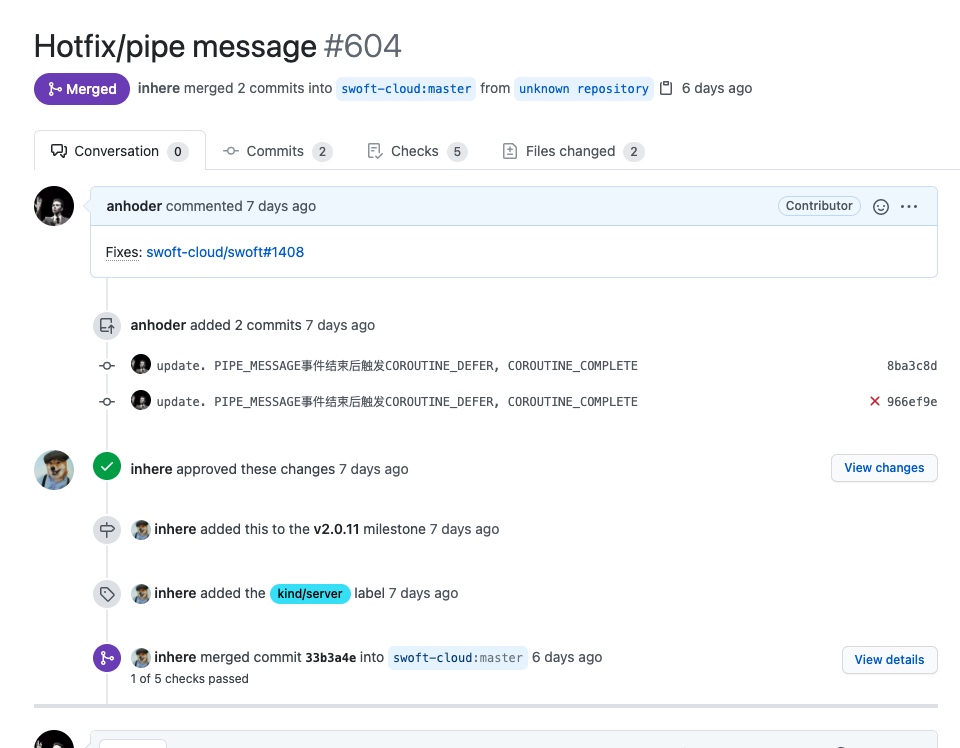 Hotfix/pipe message #604
Merged inhere merged 2 commits into swoft-cloud:master from unknown repository 6 days ago
Conversation 0 Commits 2 Checks 5 Files changed 2
anhoder commented 7 days ago Contributor
Fixes: swoft-cloud/swoft#1408
anhoder added 2 commits 7 days ago
update. PIPE_MESSAGE事件结束后触发COROUTINE_DEFER, COROUTINE_COMPLETE 8ba3c8d
update. PIPE_MESSAGE事件结束后触发COROUTINE_DEFER, COROUTINE_COMPLETE 966ef9e
inhere approved these changes 7 days ago View changes
inhere added this to the v2.0.11 milestone 7 days ago
inhere added the kind/server label 7 days ago
inhere merged commit 33b3a4e into swoft-cloud:master 6 days ago View details
1 of 5 checks passed